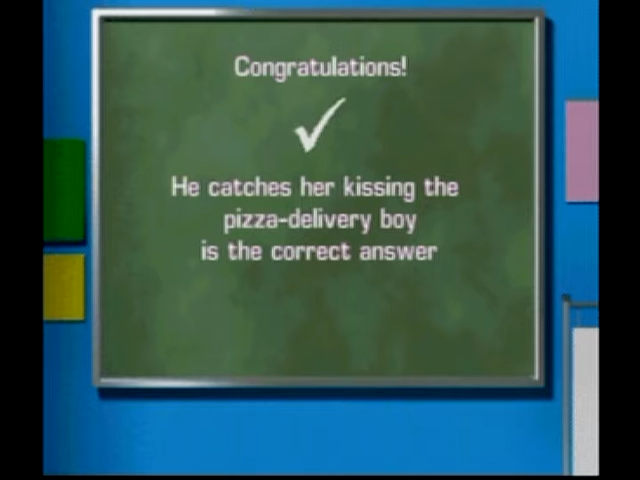 Congratulations!
He catches her kissing the
pizza-delivery boy
is the correct answer